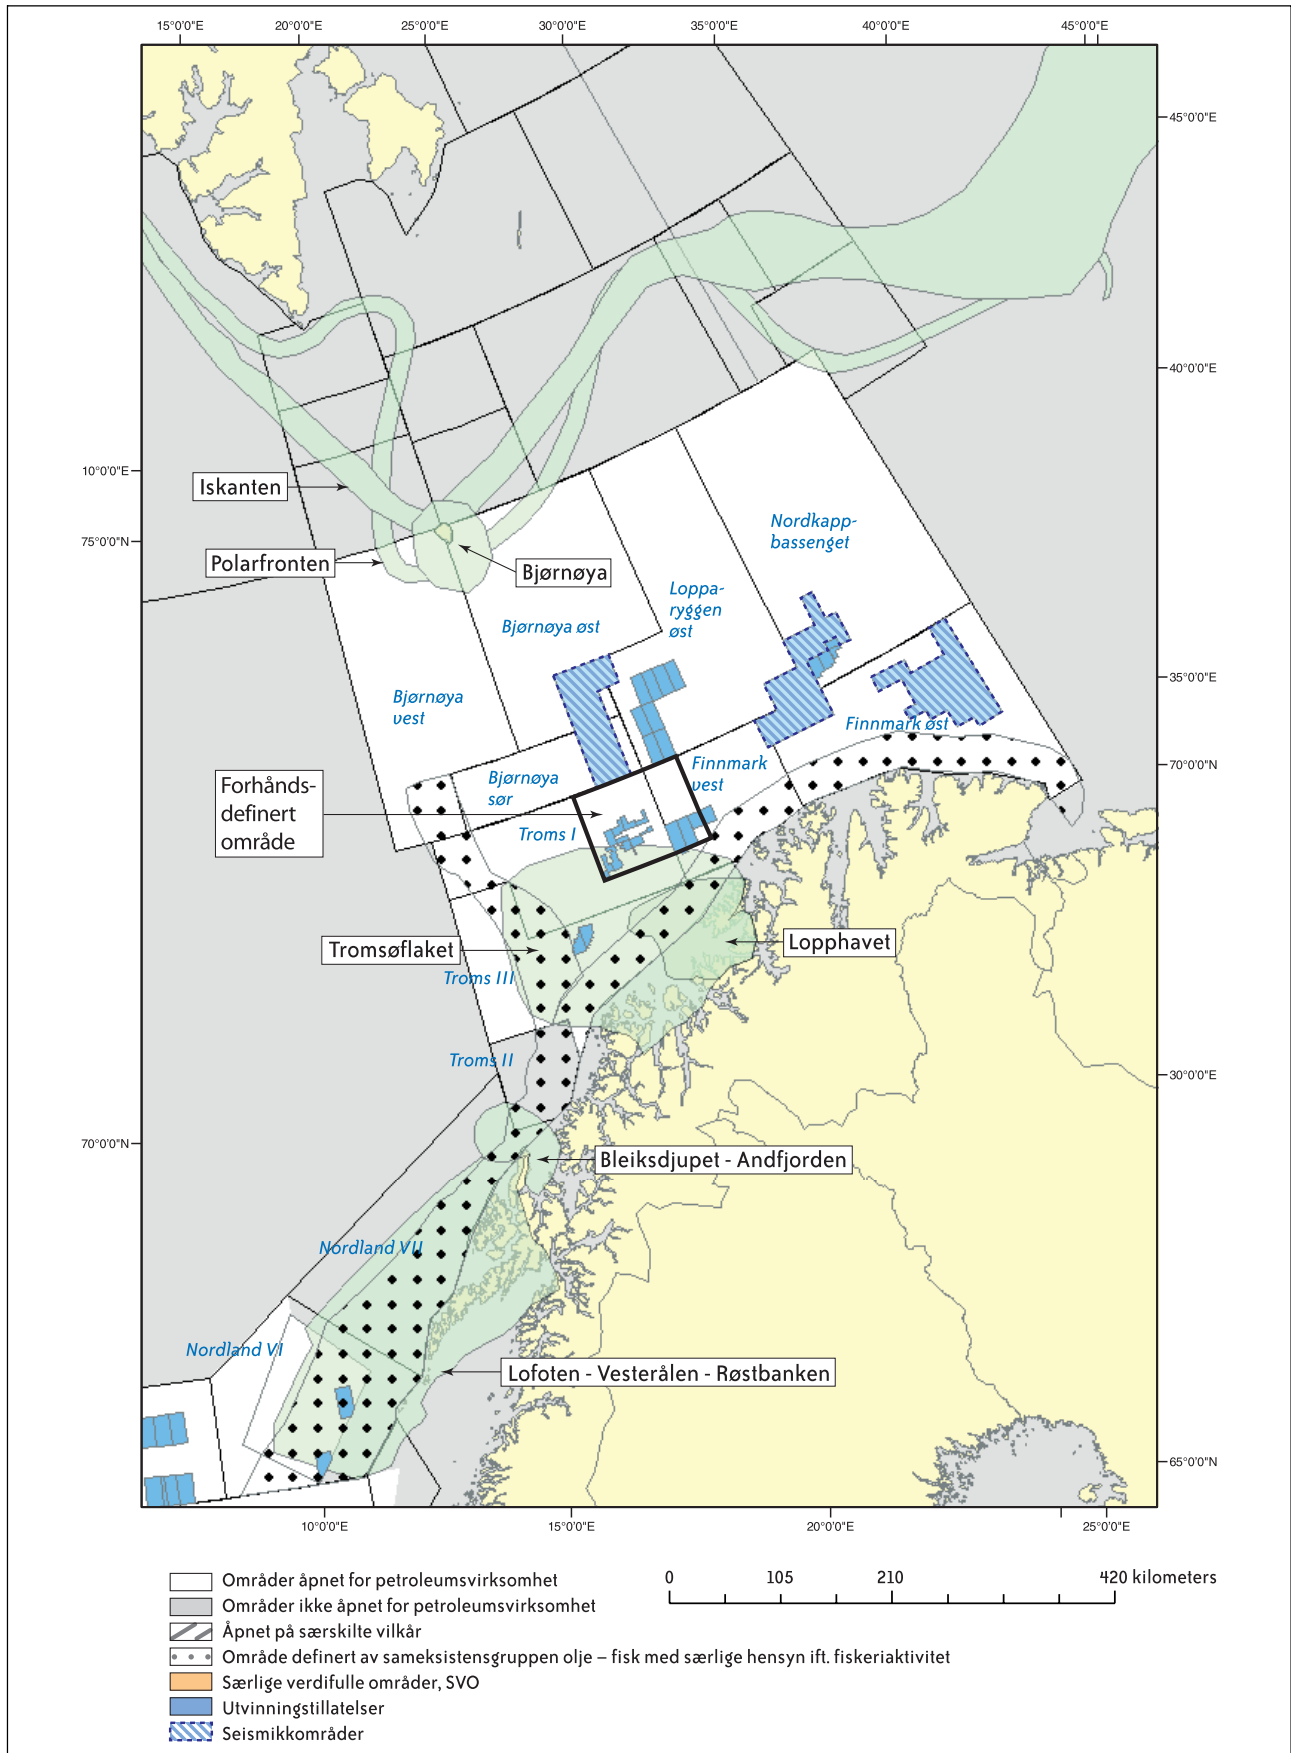 15°0'0"E
20°0'0"E
25°0'0"E
30°0'0"E
35°0'0"E
40°0'0"E
45°0'0"E
45°0'0"E
40°0'0"E
10°0'0"E
Iskanten
75°0'0"N
Nordkapp-
bassenget
Polarfronten
Bjørnøya
Loppa-
ryggen
øst
Bjørnøya øst
35°0'0"E
Bjørnøya
vest
Finnmark øst
70°0'0"N
Finnmark
vest
Bjørnøya
sør
Forhånds-
definert
område
Troms I
Tromsøflaket
Lopphavet
Troms III
Troms II
30°0'0"E
70°0'0"N
Bleiksdjupet - Andfjorden
Nordland VII
Nordland VI
Lofoten - Vesterålen - Røstbanken
65°0'0"N
10°0'0"E
15°0'0"E
20°0'0"E
25°0'0"E
Områder åpnet for petroleumsvirksomhet
0 105 210 420 kilometers
Områder ikke åpnet for petroleumsvirksomhet
Åpnet på særskilte vilkår
Område definert av sameksistensgruppen olje – fisk med særlige hensyn ift. fiskeriaktivitet
Særlige verdifulle områder, SVO
Utvinningstillatelser
Seismikkområder